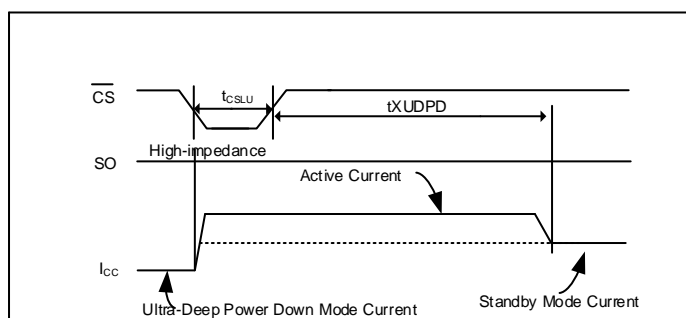 CS
tCSLU
tXUDPD
High-impedance
SO
Active Current
ICC
Standby Mode Current
Ultra-Deep Power Down Mode Current